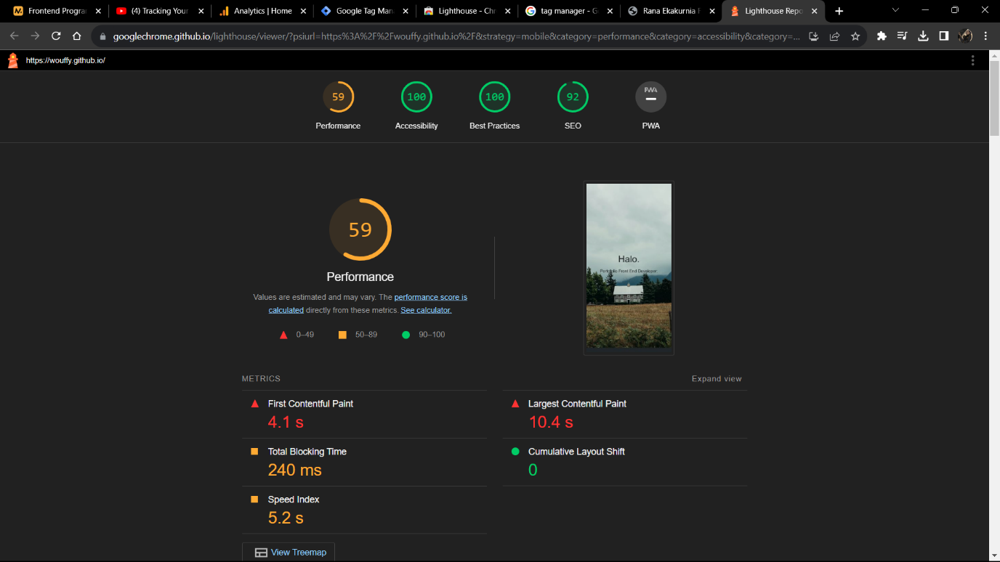 Frontend Progra
(4) Tracking Your
Analytics | Home
Google Tag Man
Lighthouse - Chr
tag manager - G
Rana Ekakurnia F
Lighthouse Repo
googlechrome.github.io/lighthouse/viewer/?psiurl=https%3A%2F%2Fwouffy.github.io%2F&strategy=mobile&category=performance&category=accessibility&category=...
https://wouffy.github.io/
59
100
100
92
PWA
Performance
Accessibility
Best Practices
SEO
PWA
59
Performance
Values are estimated and may vary. The performance score is
calculated directly from these metrics. See calculator.
0–49
50–89
90–100
Halo.
Portfolio Front End Developer
METRICS
Expand view
First Contentful Paint
4.1 s
Largest Contentful Paint
10.4 s
Total Blocking Time
240 ms
Cumulative Layout Shift
0
Speed Index
5.2 s
View Treemap